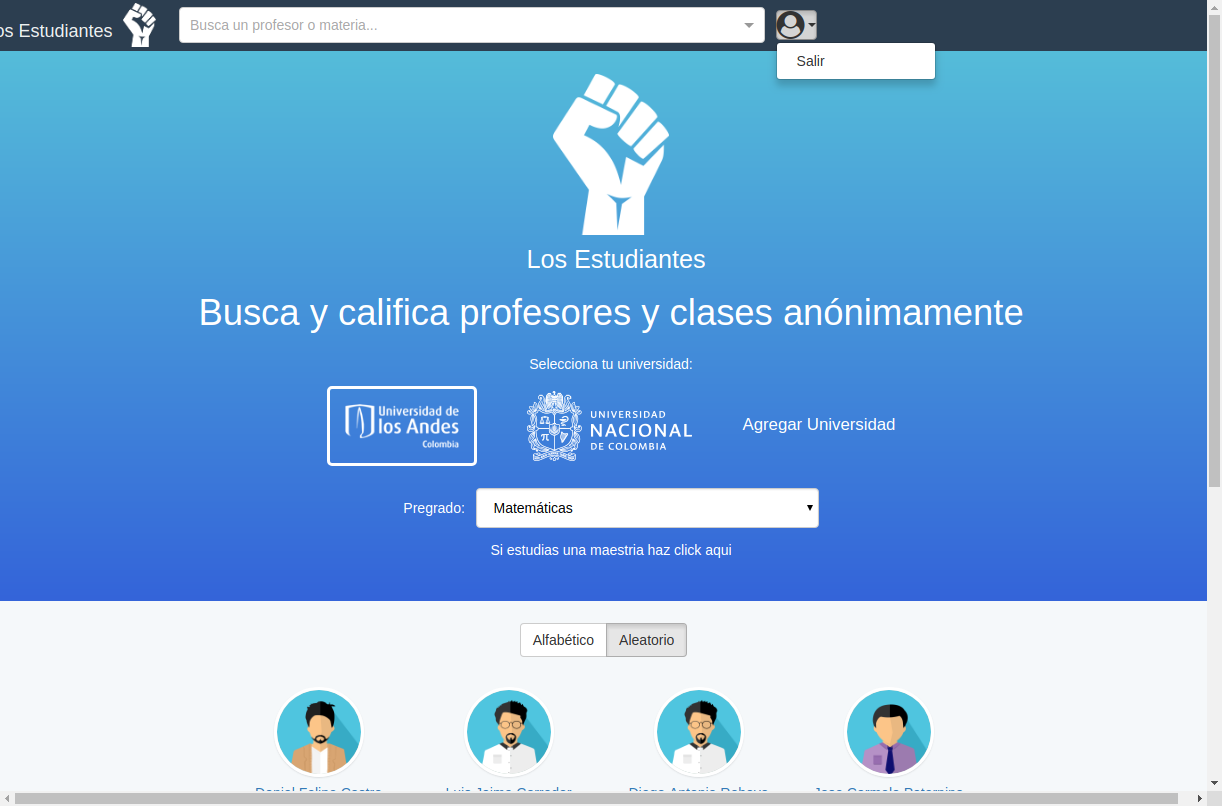 os Estudiantes
Busca un profesor o materia...
Salir
Los Estudiantes
Busca y califica profesores y clases anónimamente
Selecciona tu universidad:
Universidad de
los Andes
Colombia
UNIVERSIDAD
NACIONAL
DE COLOMBIA
Agregar Universidad
Pregrado:
Matemáticas
Si estudias una maestria haz click aqui
Alfabético
Aleatorio